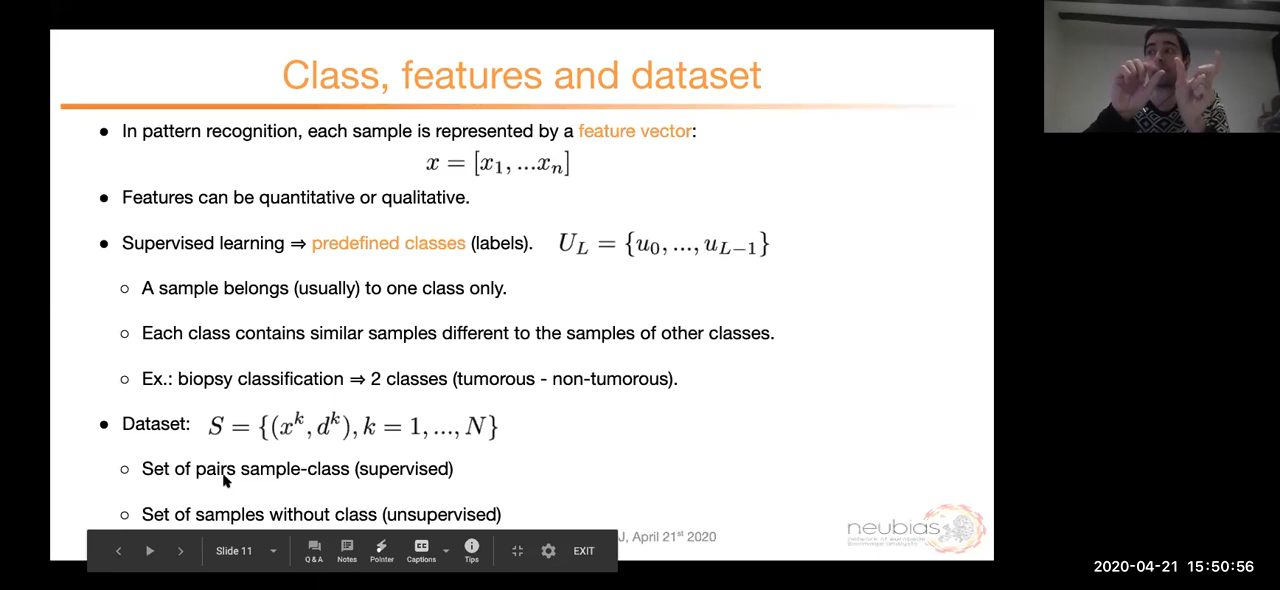 Class, features and dataset
● In pattern recognition, each sample is represented by a feature vector:
x = [x₁, ...xₙ]
● Features can be quantitative or qualitative.
● Supervised learning ⇒ predefined classes (labels). U_L = {u₀, ..., u_{L−1}}
○ A sample belongs (usually) to one class only.
○ Each class contains similar samples different to the samples of other classes.
○ Ex.: biopsy classification ⇒ 2 classes (tumorous - non-tumorous).
● Dataset: S = {(xᵏ, dᵏ), k = 1, ..., N}
○ Set of pairs sample-class (supervised)
○ Set of samples without class (unsupervised)
J, April 21st 2020
neubias
Slide 11
Q&A
Notes
Pointer
Captions
Tips
EXIT
2020-04-21 15:50:56